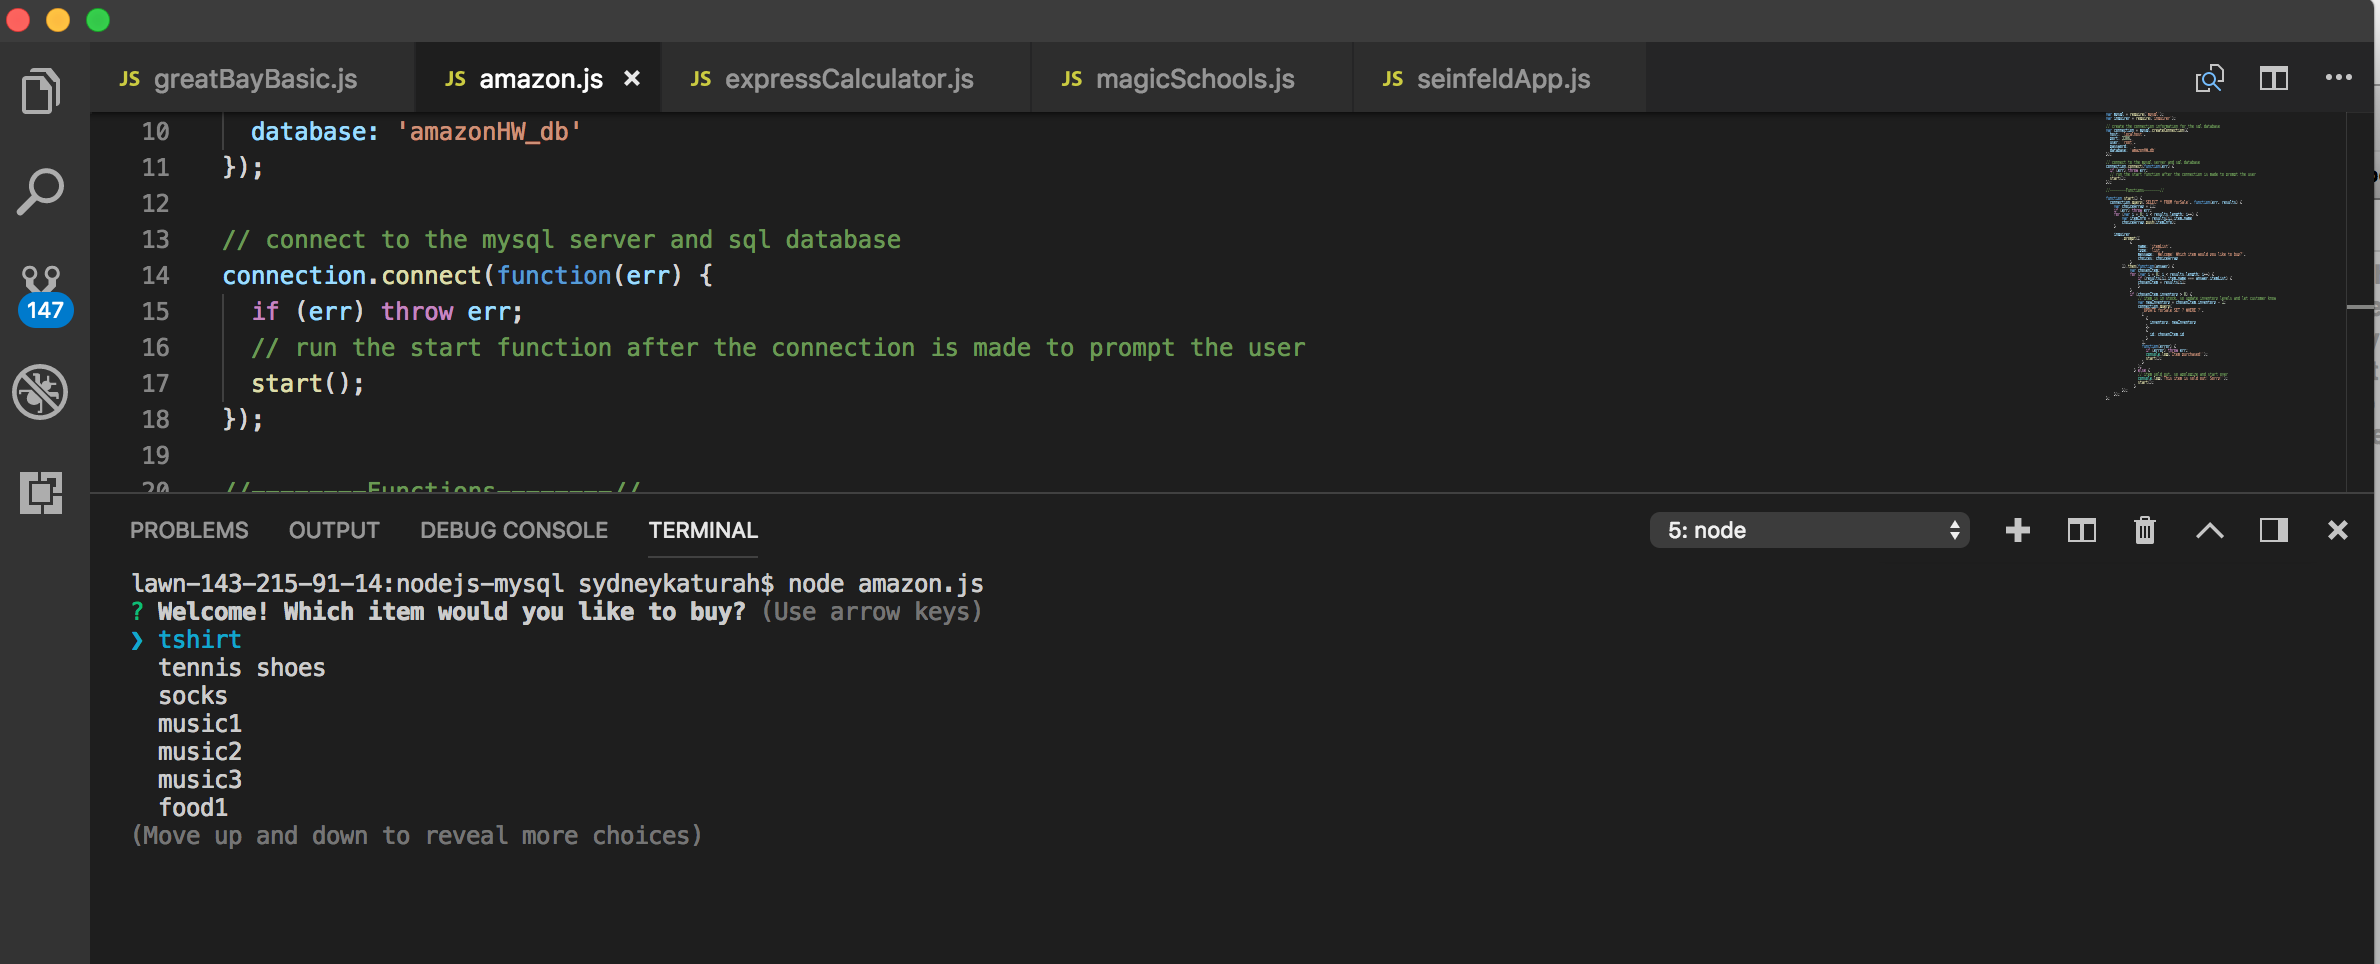 JS greatBayBasic.js JS amazon.js × JS expressCalculator.js JS magicSchools.js JS seinfeldApp.js
10 database: 'amazonHW_db'
11 });
12
13 // connect to the mysql server and sql database
14 connection.connect(function(err) {
15 if (err) throw err;
16 // run the start function after the connection is made to prompt the user
17 start();
18 });
19
20 //--------Functions--------//
147
PROBLEMS OUTPUT DEBUG CONSOLE TERMINAL 5: node
lawn-143-215-91-14:nodejs-mysql sydneykaturah$ node amazon.js
? Welcome! Which item would you like to buy? (Use arrow keys)
❯ tshirt
tennis shoes
socks
music1
music2
music3
food1
(Move up and down to reveal more choices)